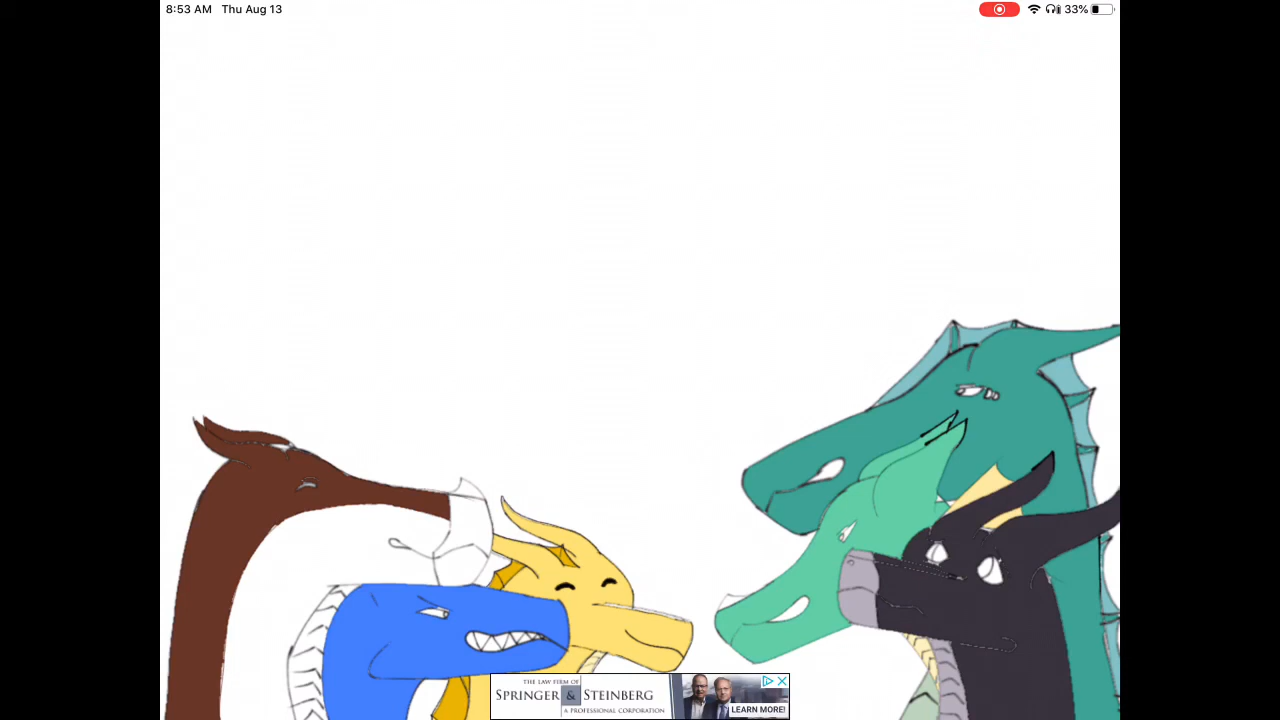 8:53 AM Thu Aug 13 33%
THE LAW FIRM OF
SPRINGER & STEINBERG
A PROFESSIONAL CORPORATION
LEARN MORE!